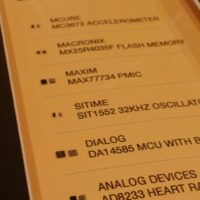 MCUBE
MC3672 ACCELEROMETER
MACRONIX
MX25R4035F FLASH MEMORY
MAXIM
MAX77734 PMIC
SITIME
SIT1552 32KHZ OSCILLATO
DIALOG
DA14585 MCU WITH B
ANALOG DEVICES
AD8233 HEART RA